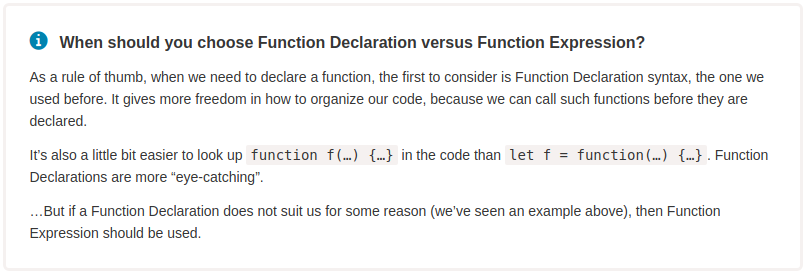 When should you choose Function Declaration versus Function Expression?
As a rule of thumb, when we need to declare a function, the first to consider is Function Declaration syntax, the one we
used before. It gives more freedom in how to organize our code, because we can call such functions before they are
declared.
It’s also a little bit easier to look up function f(…) {…} in the code than let f = function(…) {…}. Function
Declarations are more “eye-catching”.
…But if a Function Declaration does not suit us for some reason (we’ve seen an example above), then Function
Expression should be used.